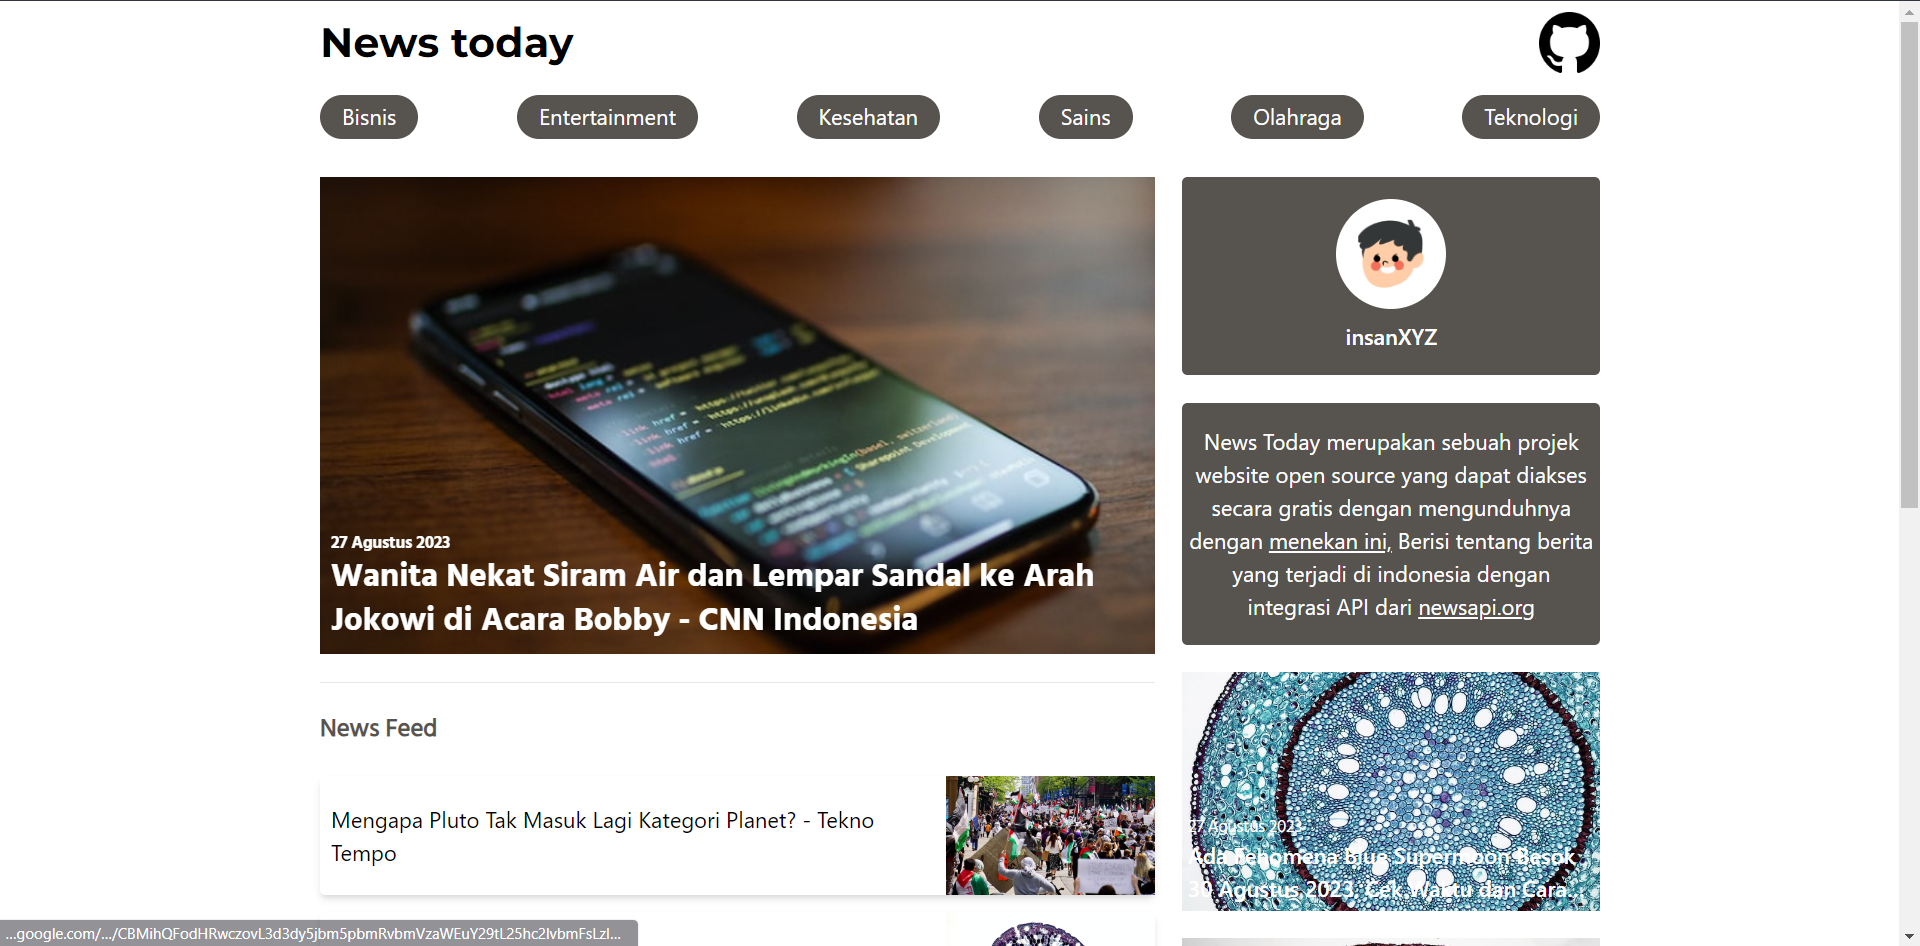 News today
Bisnis
Entertainment
Kesehatan
Sains
Olahraga
Teknologi
27 Agustus 2023
Wanita Nekat Siram Air dan Lempar Sandal ke Arah
Jokowi di Acara Bobby - CNN Indonesia
News Feed
Mengapa Pluto Tak Masuk Lagi Kategori Planet? - Tekno
Tempo
insanXYZ
News Today merupakan sebuah projek
website open source yang dapat diakses
secara gratis dengan mengunduhnya
dengan menekan ini, Berisi tentang berita
yang terjadi di indonesia dengan
integrasi API dari newsapi.org
27 Agustus 2023
Ada Fenomena Blue Supermoon Besok
30 Agustus 2023, Cek Waktu dan Cara...